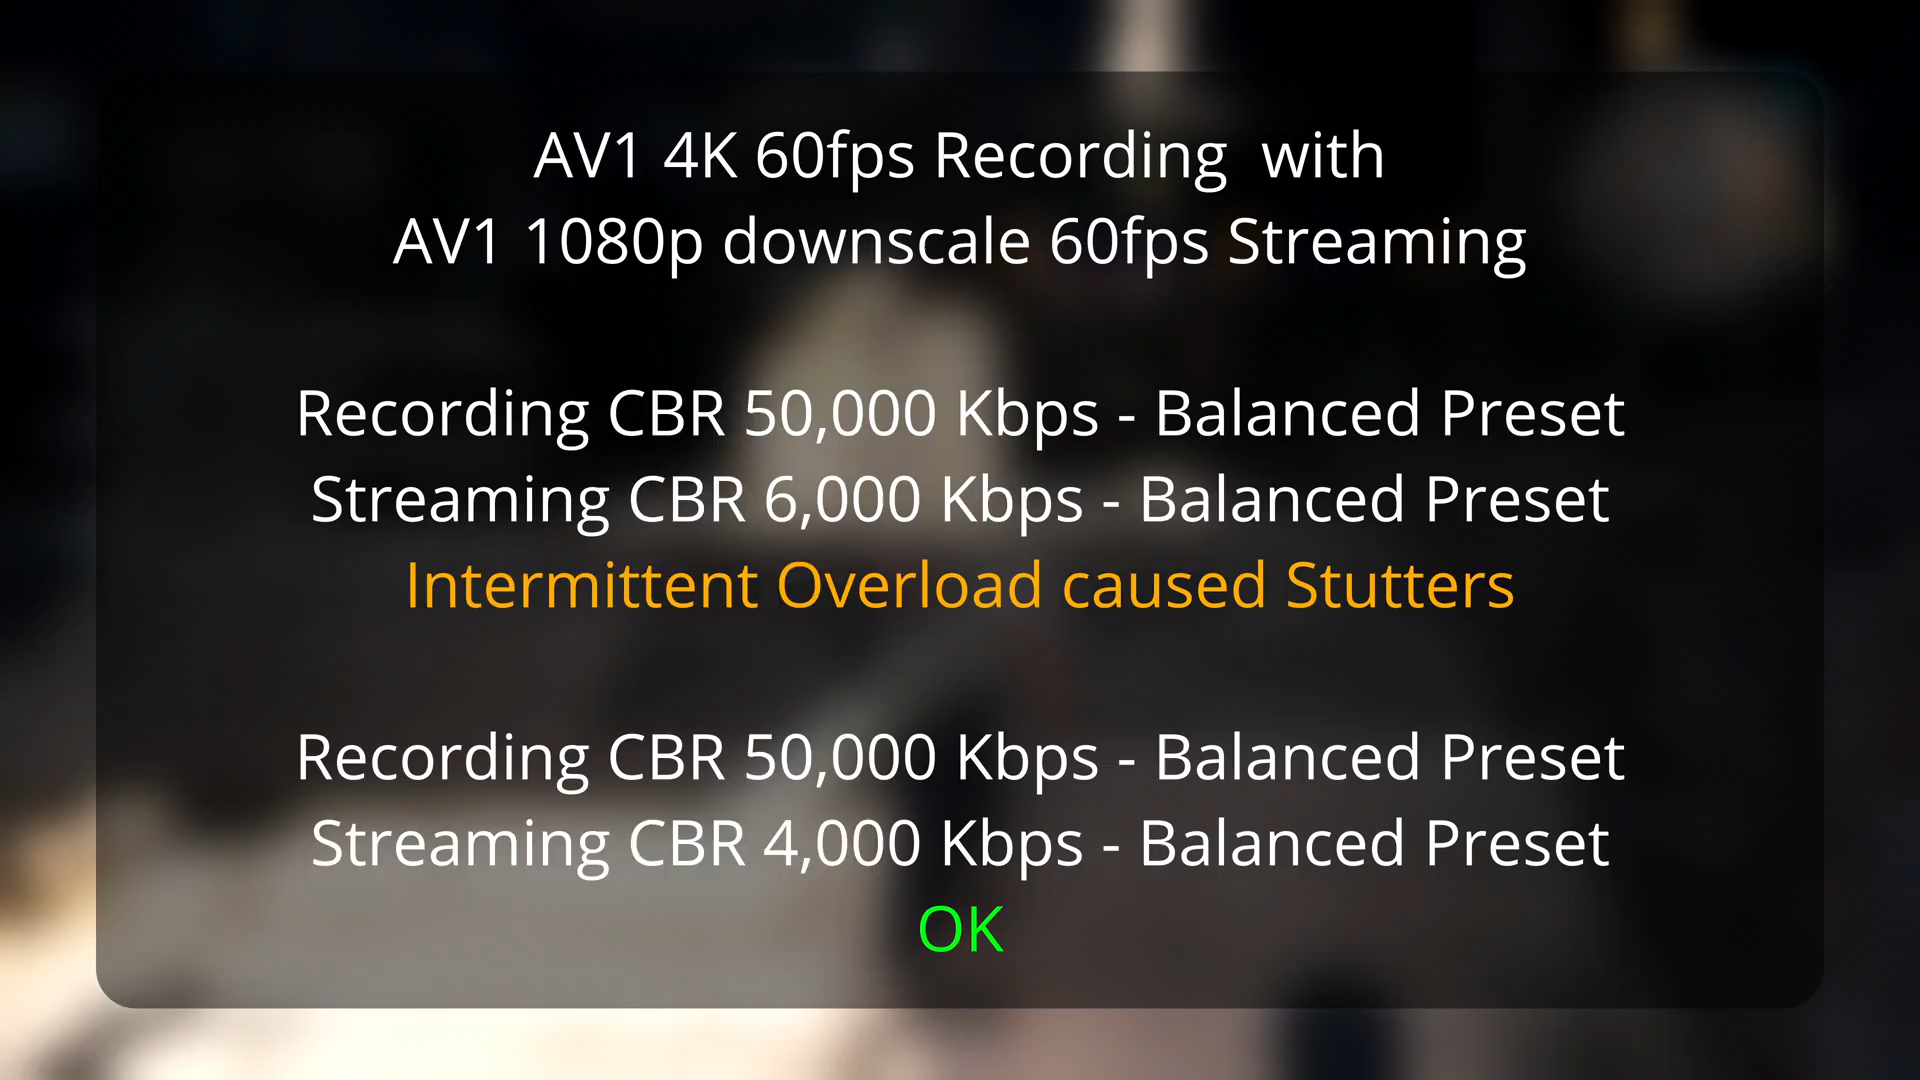 AV1 4K 60fps Recording  with
AV1 1080p downscale 60fps Streaming
Recording CBR 50,000 Kbps - Balanced Preset
Streaming CBR 6,000 Kbps - Balanced Preset
Intermittent Overload caused Stutters
Recording CBR 50,000 Kbps - Balanced Preset
Streaming CBR 4,000 Kbps - Balanced Preset
OK